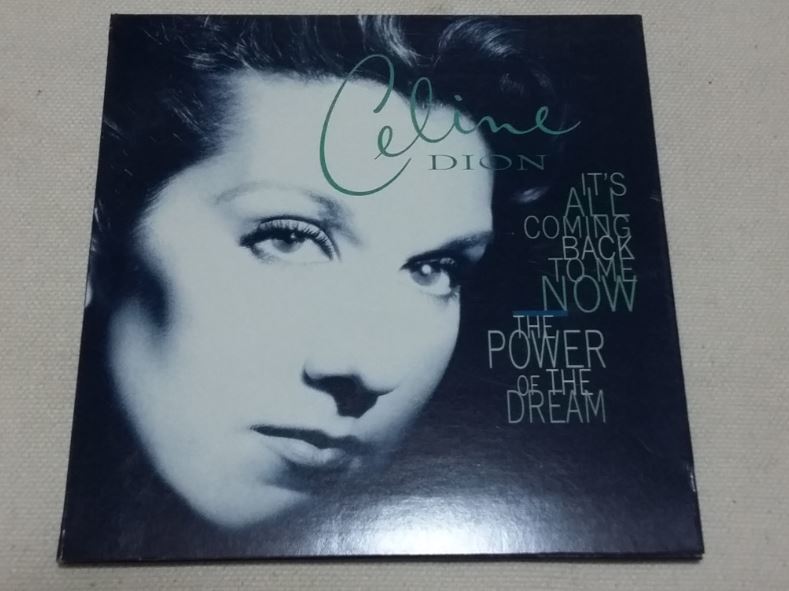 Celine
DION
IT'S
ALL
COMING
BACK
TO ME
NOW
THE
POWER
OF THE
DREAM